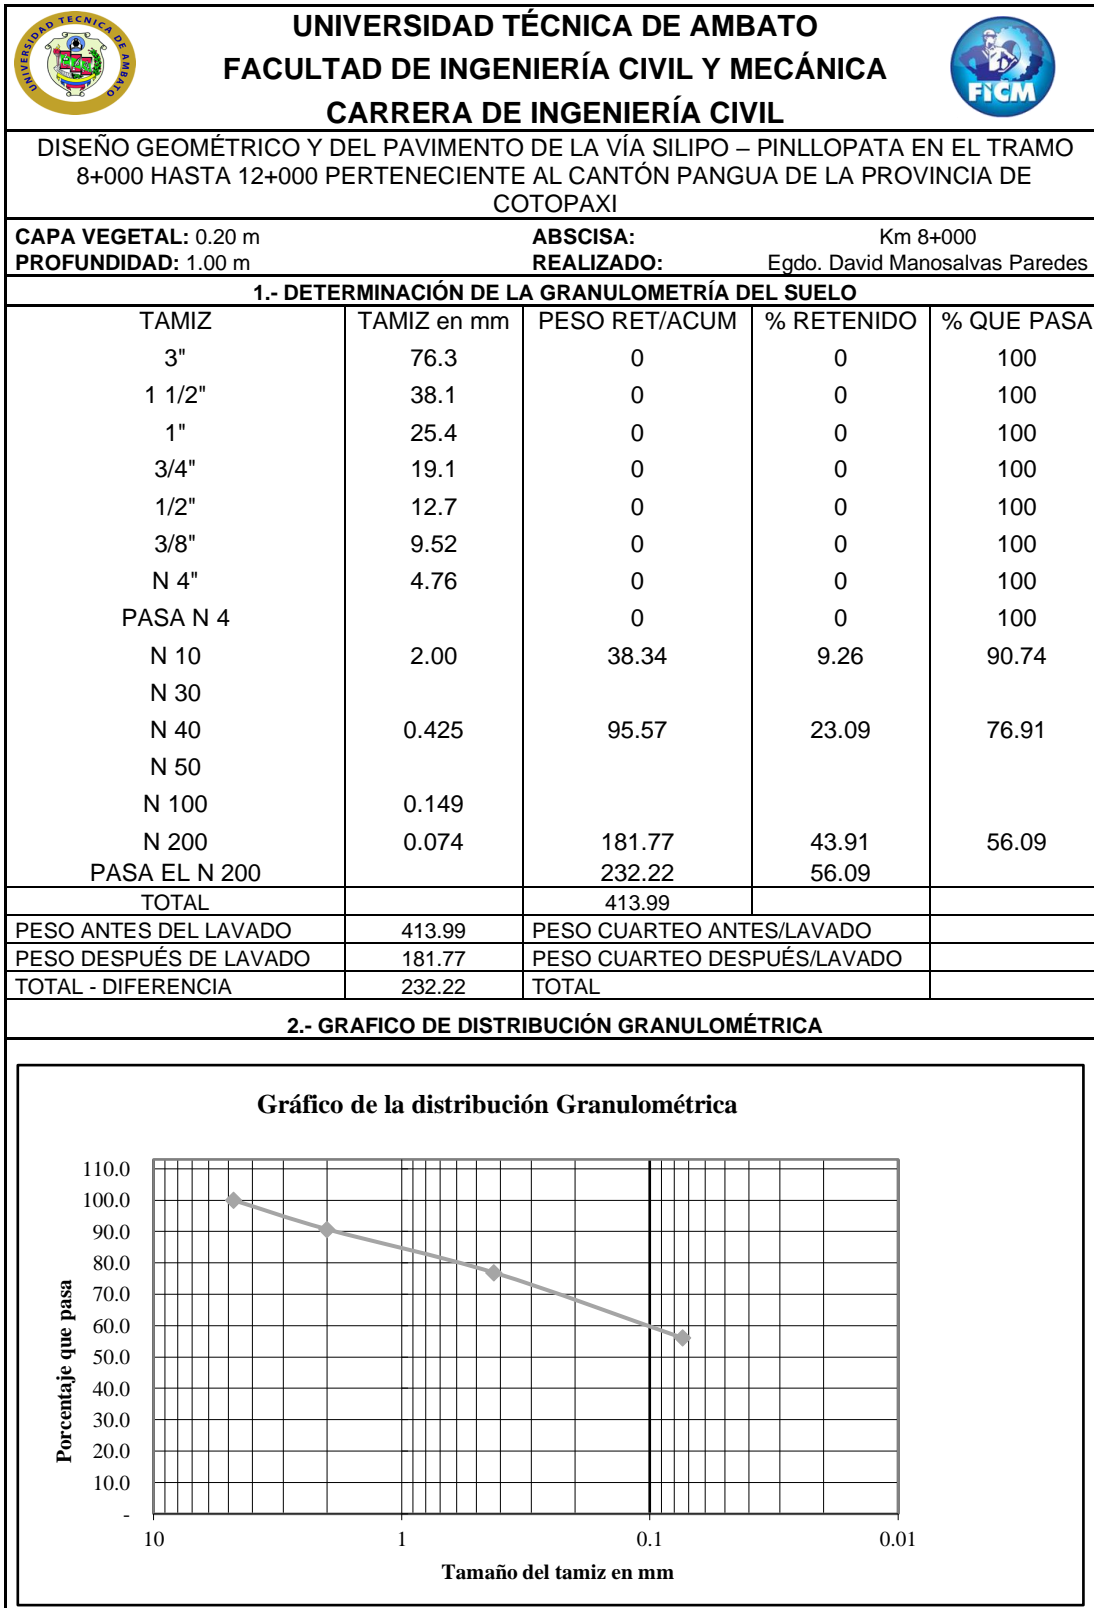 UNIVERSIDAD TÉCNICA DE AMBATO
FACULTAD DE INGENIERÍA CIVIL Y MECÁNICA
CARRERA DE INGENIERÍA CIVIL
UNIVERSIDAD TECNICA DE AMBATO
FICM
DISEÑO GEOMÉTRICO Y DEL PAVIMENTO DE LA VÍA SILIPO – PINLLOPATA EN EL TRAMO
8+000 HASTA 12+000 PERTENECIENTE AL CANTÓN PANGUA DE LA PROVINCIA DE
COTOPAXI
CAPA VEGETAL: 0.20 m ABSCISA: Km 8+000
PROFUNDIDAD: 1.00 m REALIZADO: Egdo. David Manosalvas Paredes
1.- DETERMINACIÓN DE LA GRANULOMETRÍA DEL SUELO
TAMIZ TAMIZ en mm PESO RET/ACUM % RETENIDO % QUE PASA
3" 76.3 0 0 100
1 1/2" 38.1 0 0 100
1" 25.4 0 0 100
3/4" 19.1 0 0 100
1/2" 12.7 0 0 100
3/8" 9.52 0 0 100
N 4" 4.76 0 0 100
PASA N 4 0 0 100
N 10 2.00 38.34 9.26 90.74
N 30
N 40 0.425 95.57 23.09 76.91
N 50
N 100 0.149
N 200 0.074 181.77 43.91 56.09
PASA EL N 200 232.22 56.09
TOTAL 413.99
PESO ANTES DEL LAVADO 413.99 PESO CUARTEO ANTES/LAVADO
PESO DESPUÉS DE LAVADO 181.77 PESO CUARTEO DESPUÉS/LAVADO
TOTAL - DIFERENCIA 232.22 TOTAL
2.- GRAFICO DE DISTRIBUCIÓN GRANULOMÉTRICA
Gráfico de la distribución Granulométrica
Porcentaje que pasa
110.0
100.0
90.0
80.0
70.0
60.0
50.0
40.0
30.0
20.0
10.0
-
10 1 0.1 0.01
Tamaño del tamiz en mm